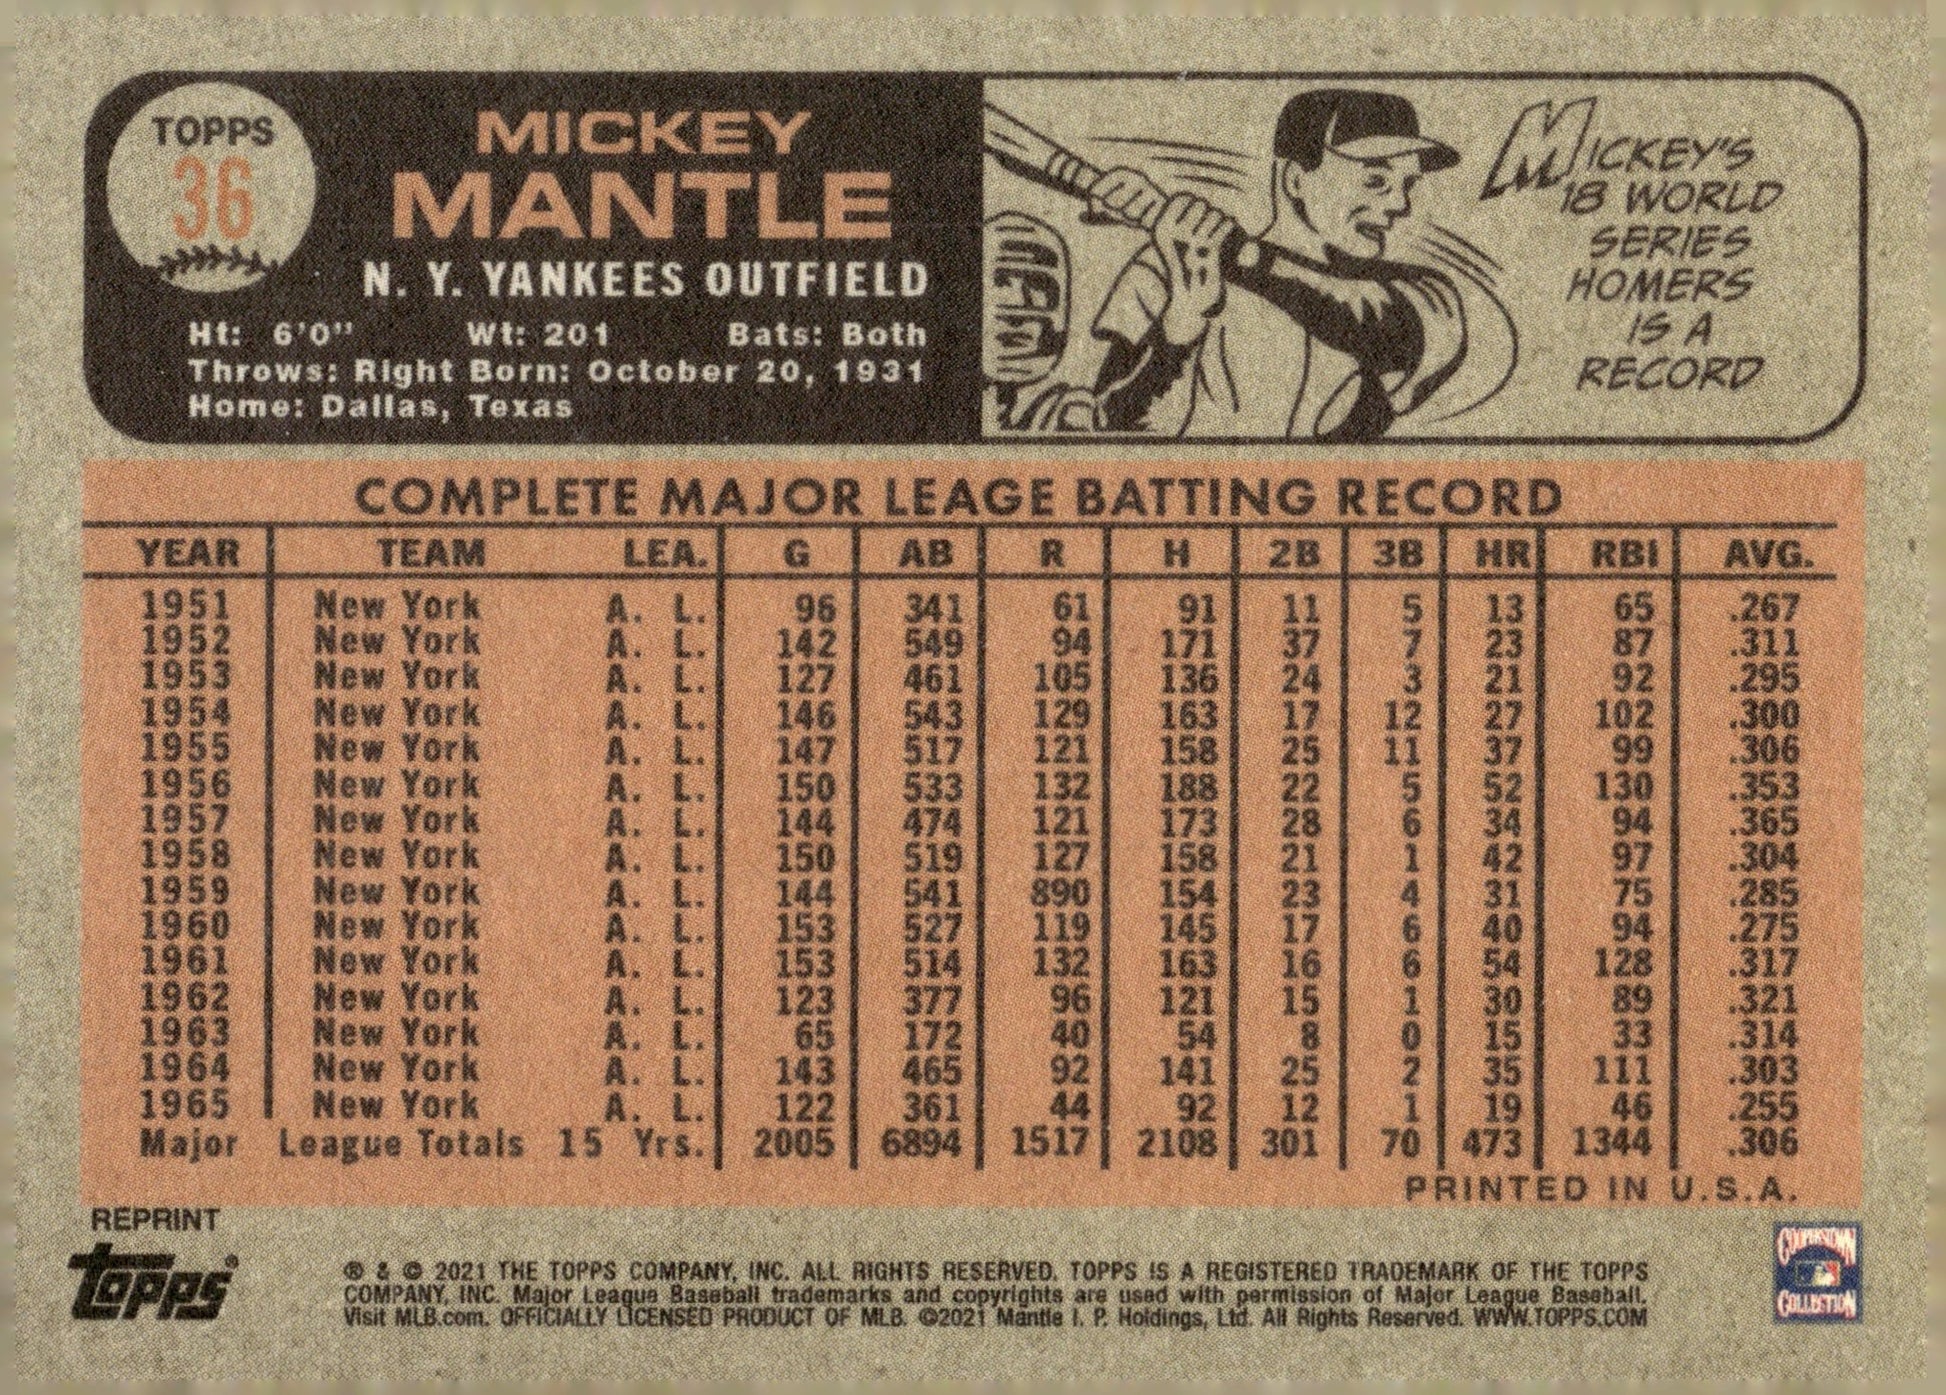 TOPPS
36
MICKEY
MANTLE
N. Y. YANKEES OUTFIELD
Ht: 6'0" Wt: 201 Bats: Both
Throws: Right Born: October 20, 1931
Home: Dallas, Texas
MICKEY'S
18 WORLD
SERIES
HOMERS
IS A
RECORD
COMPLETE MAJOR LEAGE BATTING RECORD
YEAR TEAM LEA. G AB R H 2B 3B HR RBI AVG.
1951 New York A. L. 96 341 61 91 11 5 13 65 .267
1952 New York A. L. 142 549 94 171 37 7 23 87 .311
1953 New York A. L. 127 461 105 136 24 3 21 92 .295
1954 New York A. L. 146 543 129 163 17 12 27 102 .300
1955 New York A. L. 147 517 121 158 25 11 37 99 .306
1956 New York A. L. 150 533 132 188 22 5 52 130 .353
1957 New York A. L. 144 474 121 173 28 6 34 94 .365
1958 New York A. L. 150 519 127 158 21 1 42 97 .304
1959 New York A. L. 144 541 890 154 23 4 31 75 .285
1960 New York A. L. 153 527 119 145 17 6 40 94 .275
1961 New York A. L. 153 514 132 163 16 6 54 128 .317
1962 New York A. L. 123 377 96 121 15 1 30 89 .321
1963 New York A. L. 65 172 40 54 8 0 15 33 .314
1964 New York A. L. 143 465 92 141 25 2 35 111 .303
1965 New York A. L. 122 361 44 92 12 1 19 46 .255
Major League Totals 15 Yrs. 2005 6894 1517 2108 301 70 473 1344 .306
PRINTED IN U.S.A.
REPRINT
topps®
® & © 2021 THE TOPPS COMPANY, INC. ALL RIGHTS RESERVED. TOPPS IS A REGISTERED TRADEMARK OF THE TOPPS
COMPANY, INC. Major League Baseball trademarks and copyrights are used with permission of Major League Baseball.
Visit MLB.com. OFFICIALLY LICENSED PRODUCT OF MLB. ©2021 Mantle I. P. Holdings, Ltd. All Rights Reserved. WWW.TOPPS.COM
COOPERSTOWN
COLLECTION